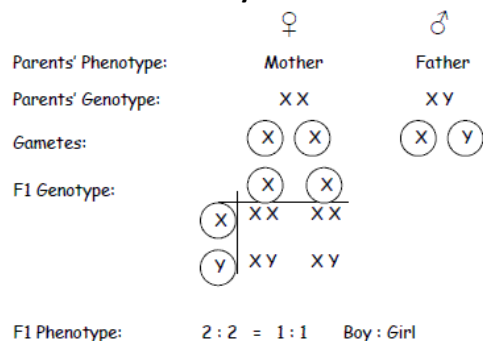 ♀ ♂
Parents' Phenotype: Mother Father
Parents' Genotype: X X X Y
Gametes: X X X Y
F1 Genotype: X X
X X X X X
Y X Y X Y
F1 Phenotype: 2 : 2 = 1 : 1 Boy : Girl